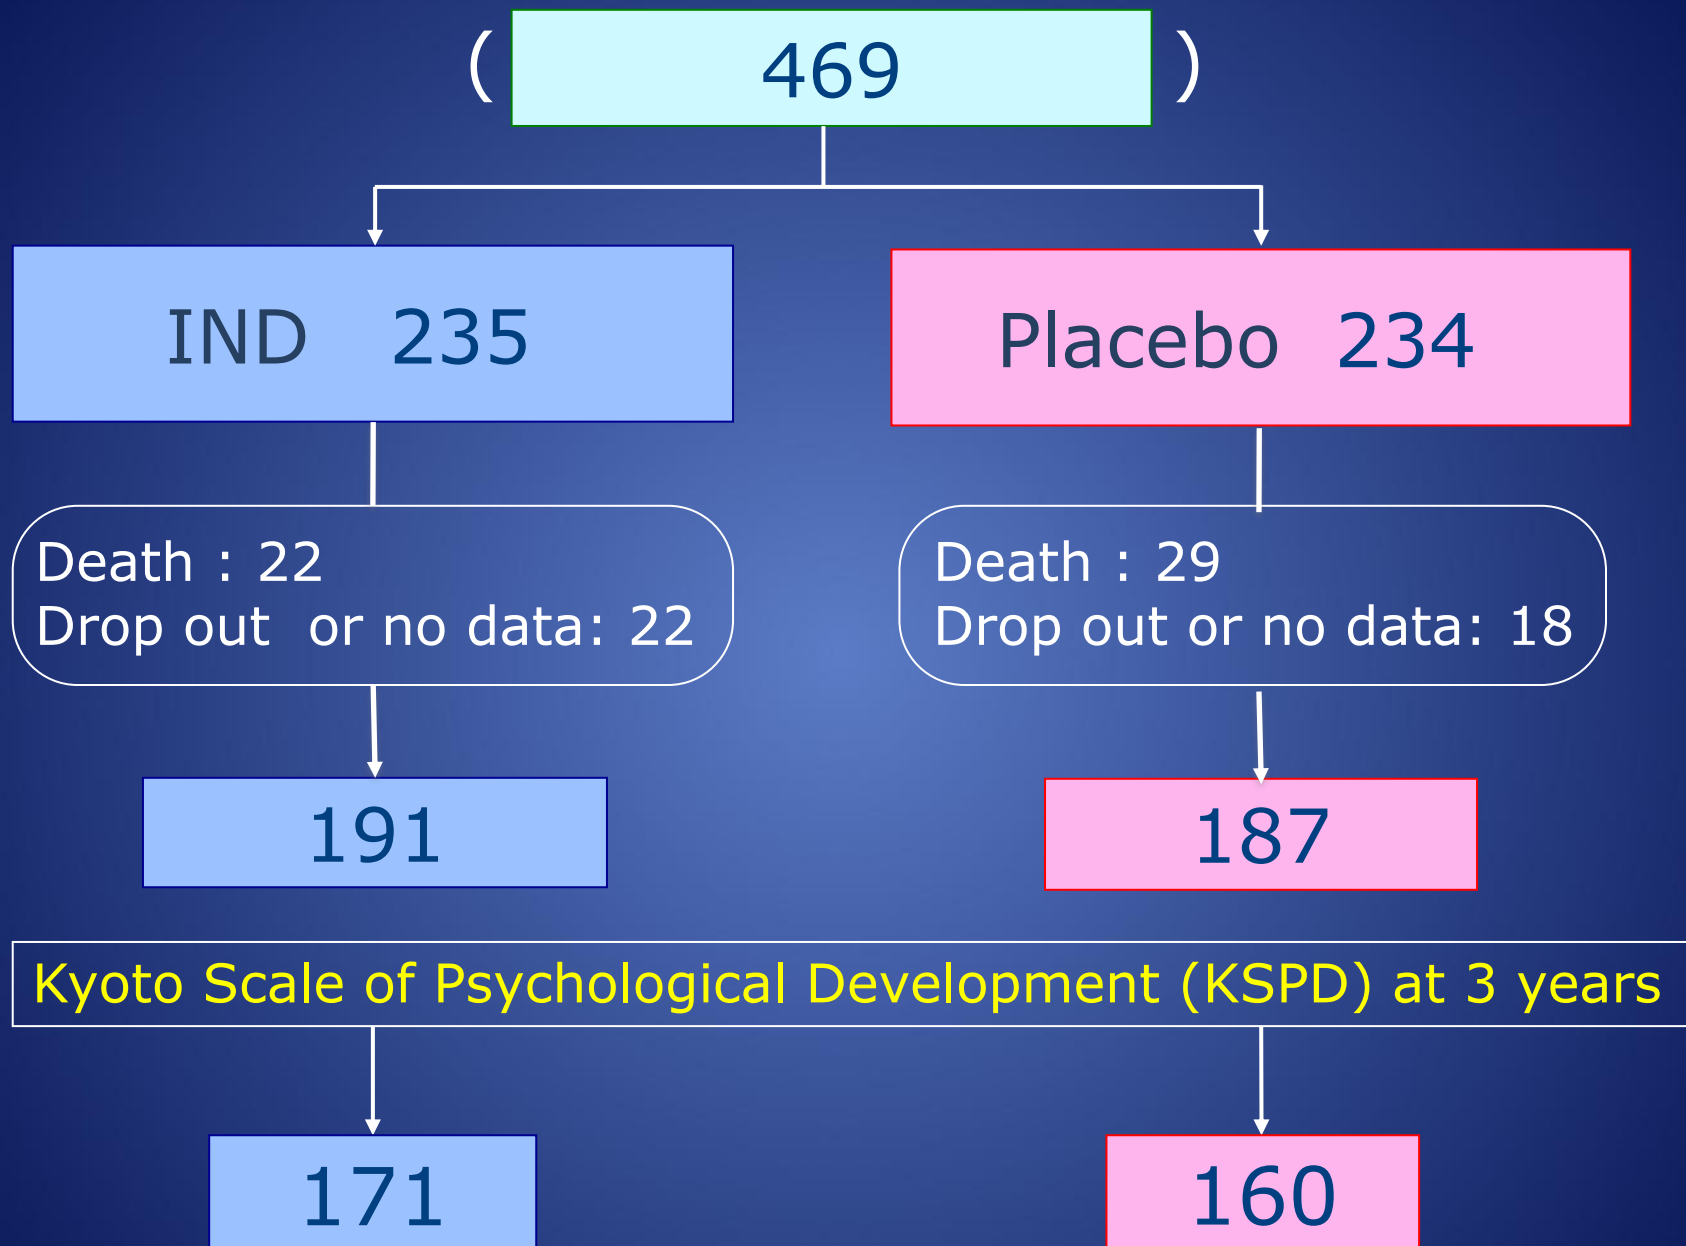 ( 469 )
IND 235
Placebo 234
Death : 22
Drop out or no data: 22
Death : 29
Drop out or no data: 18
191
187
Kyoto Scale of Psychological Development (KSPD) at 3 years
171
160